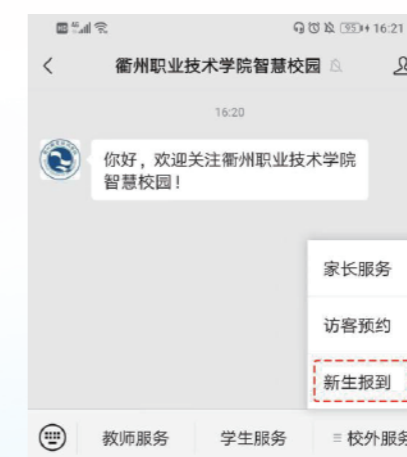 16:21
衢州职业技术学院智慧校园
16:20
你好，欢迎关注衢州职业技术学院
智慧校园！
家长服务
访客预约
新生报到
教师服务 学生服务 校外服务